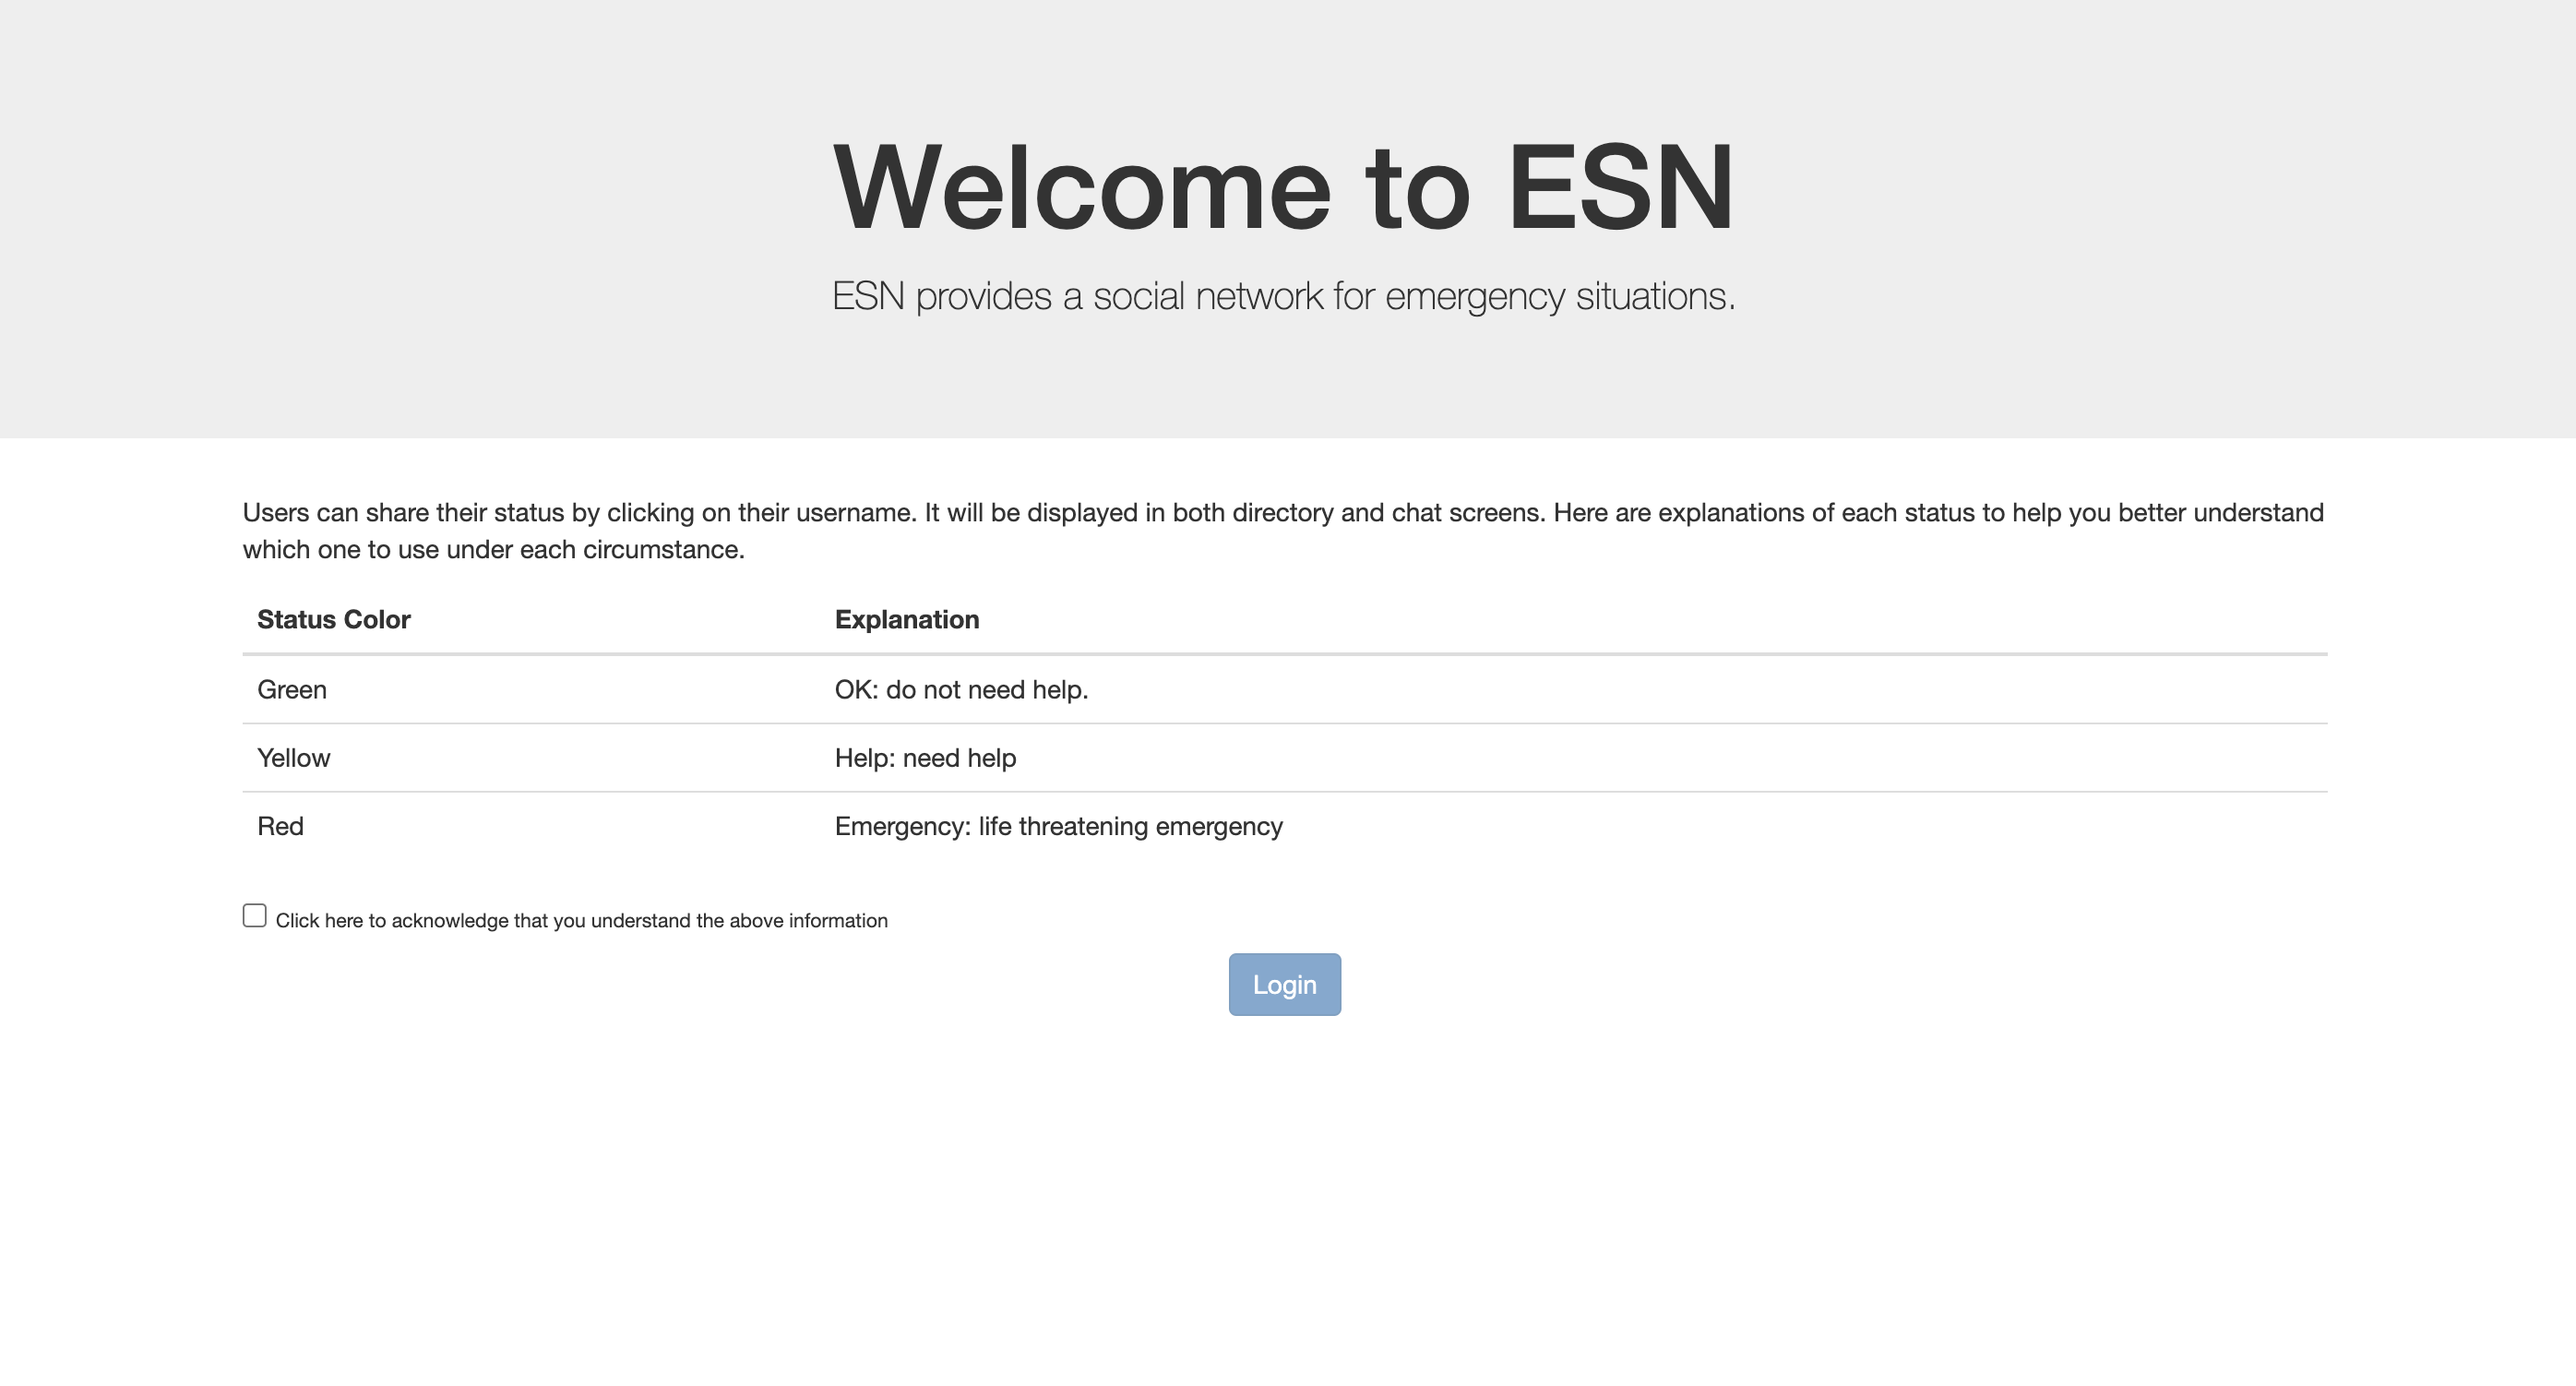 Welcome to ESN
ESN provides a social network for emergency situations.
Users can share their status by clicking on their username. It will be displayed in both directory and chat screens. Here are explanations of each status to help you better understand
which one to use under each circumstance.
Status Color Explanation
Green OK: do not need help.
Yellow Help: need help
Red Emergency: life threatening emergency
Click here to acknowledge that you understand the above information
Login